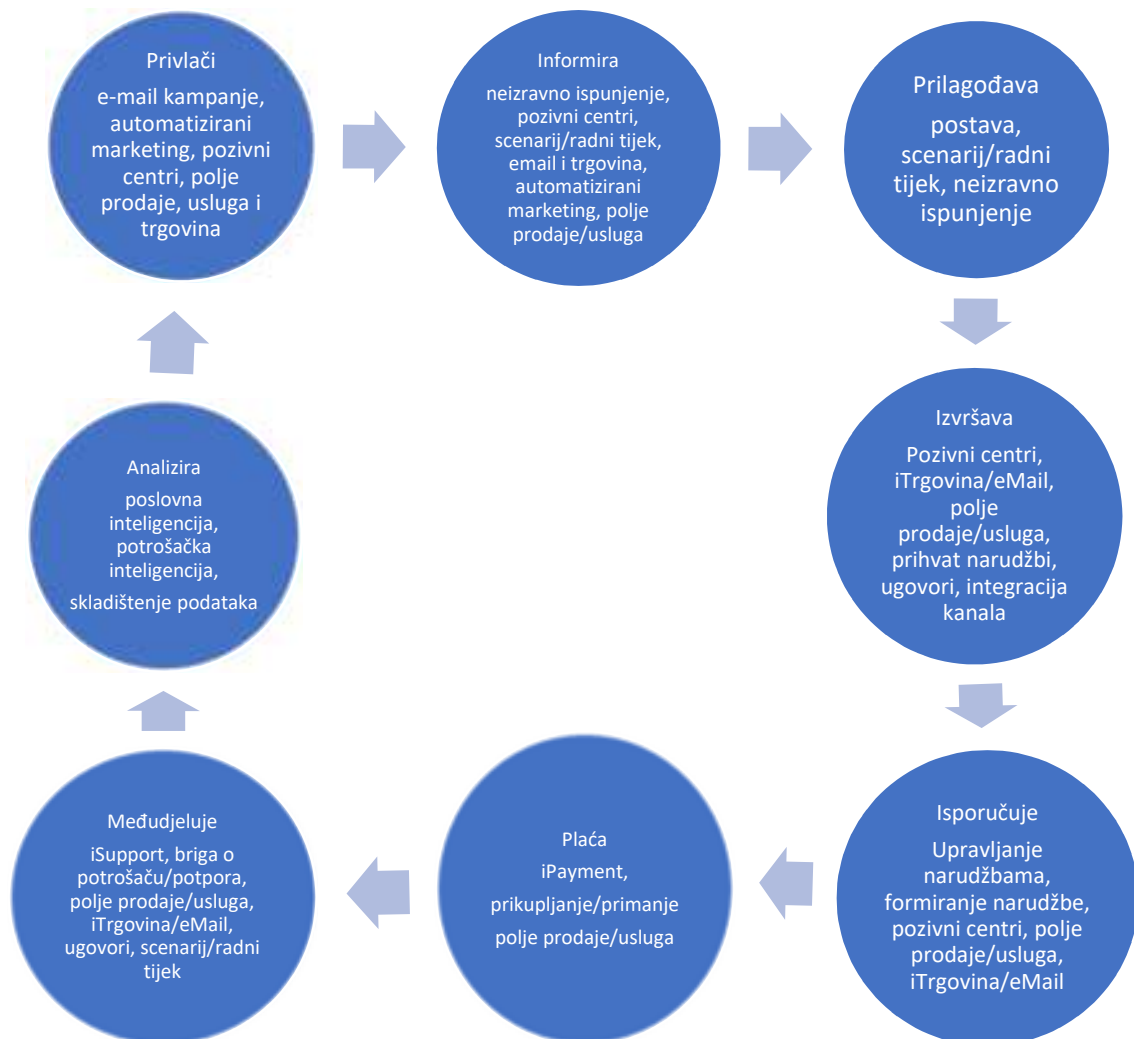 Privlači
e-mail kampanje,
automatizirani
marketing, pozivni
centri, polje
prodaje, usluga i
trgovina
Informira
neizravno ispunjenje,
pozivni centri,
scenarij/radni tijek,
email i trgovina,
automatizirani
marketing, polje
prodaje/usluga
Prilagođava
postava,
scenarij/radni
tijek, neizravno
ispunjenje
Izvršava
Pozivni centri,
iTrgovina/eMail,
polje
prodaje/usluga,
prihvat narudžbi,
ugovori, integracija
kanala
Isporučuje
Upravljanje
narudžbama,
formiranje narudžbe,
pozivni centri, polje
prodaje/usluga,
iTrgovina/eMail
Plaća
iPayment,
prikupljanje/primanje
polje prodaje/usluga
Međudjeluje
iSupport, briga o
potrošaču/potpora,
polje prodaje/usluga,
iTrgovina/eMail,
ugovori, scenarij/radni
tijek
Analizira
poslovna
inteligencija,
potrošačka
inteligencija,
skladištenje podataka